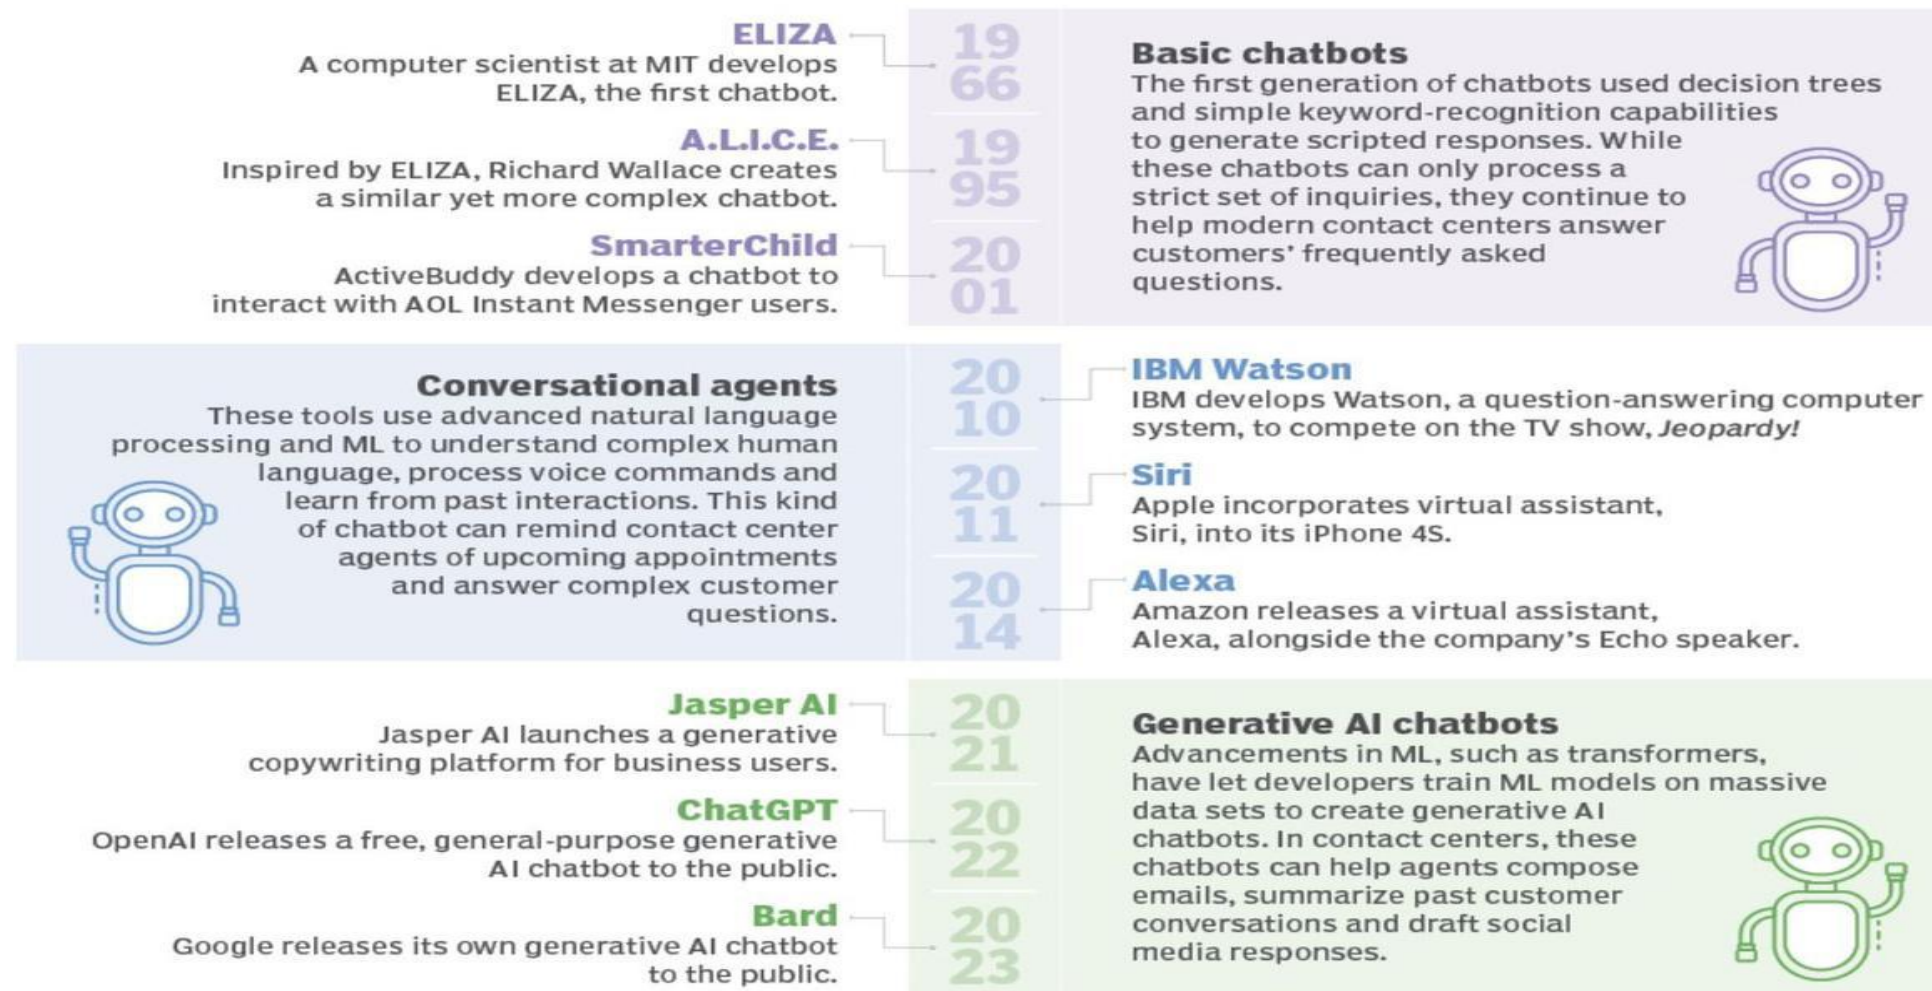 ELIZA
A computer scientist at MIT develops
ELIZA, the first chatbot.
19
66
A.L.I.C.E.
Inspired by ELIZA, Richard Wallace creates
a similar yet more complex chatbot.
19
95
SmarterChild
ActiveBuddy develops a chatbot to
interact with AOL Instant Messenger users.
20
01
Basic chatbots
The first generation of chatbots used decision trees
and simple keyword-recognition capabilities
to generate scripted responses. While
these chatbots can only process a
strict set of inquiries, they continue to
help modern contact centers answer
customers’ frequently asked
questions.
Conversational agents
These tools use advanced natural language
processing and ML to understand complex human
language, process voice commands and
learn from past interactions. This kind
of chatbot can remind contact center
agents of upcoming appointments
and answer complex customer
questions.
20
10
IBM Watson
IBM develops Watson, a question-answering computer
system, to compete on the TV show, Jeopardy!
20
11
Siri
Apple incorporates virtual assistant,
Siri, into its iPhone 4S.
20
14
Alexa
Amazon releases a virtual assistant,
Alexa, alongside the company’s Echo speaker.
Jasper AI
Jasper AI launches a generative
copywriting platform for business users.
20
21
ChatGPT
OpenAI releases a free, general-purpose generative
AI chatbot to the public.
20
22
Bard
Google releases its own generative AI chatbot
to the public.
20
23
Generative AI chatbots
Advancements in ML, such as transformers,
have let developers train ML models on massive
data sets to create generative AI
chatbots. In contact centers, these
chatbots can help agents compose
emails, summarize past customer
conversations and draft social
media responses.